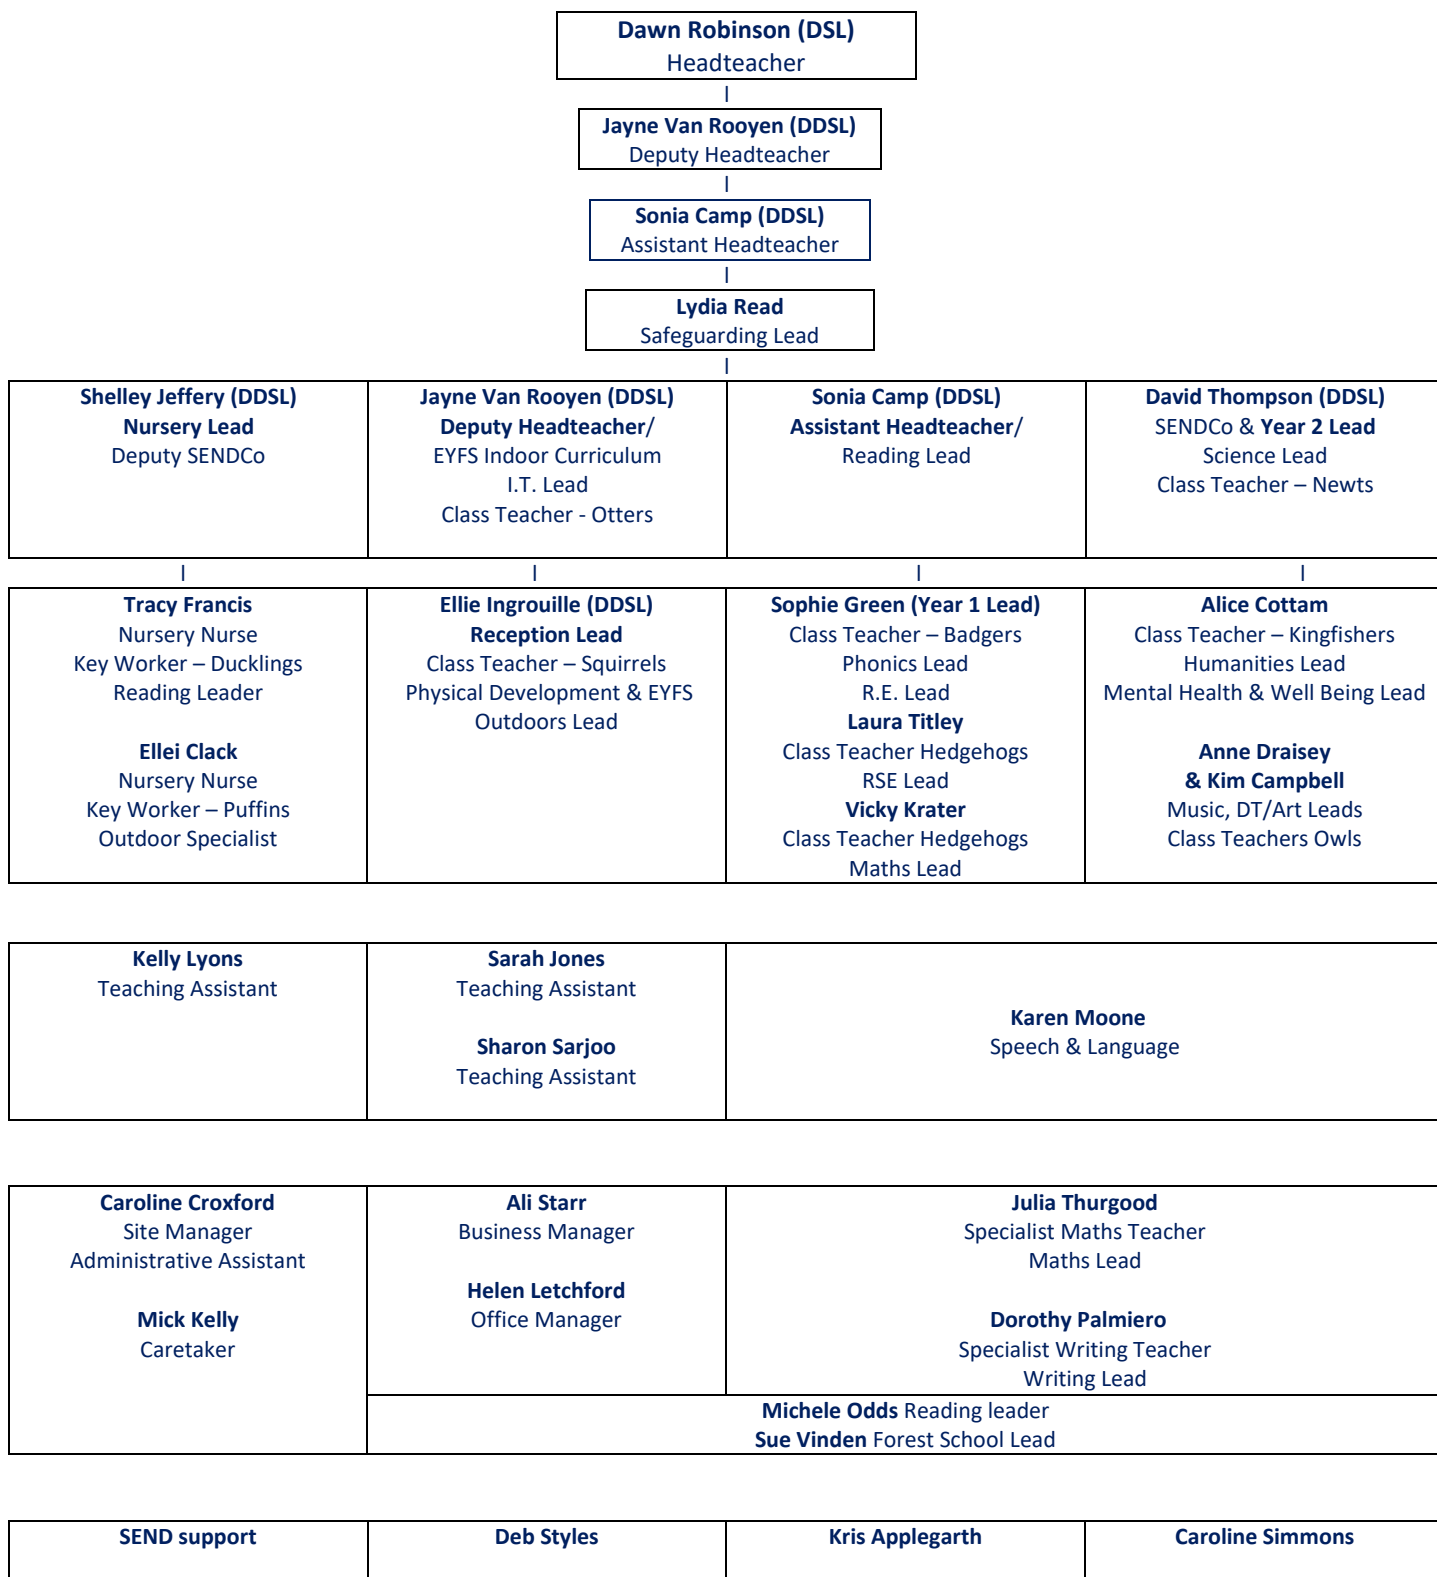 Dawn Robinson (DSL)
Headteacher
|
Jayne Van Rooyen (DDSL)
Deputy Headteacher
|
Sonia Camp (DDSL)
Assistant Headteacher
|
Lydia Read
Safeguarding Lead
|
Shelley Jeffery (DDSL)
Nursery Lead
Deputy SENDCo
Jayne Van Rooyen (DDSL)
Deputy Headteacher/
EYFS Indoor Curriculum
I.T. Lead
Class Teacher - Otters
Sonia Camp (DDSL)
Assistant Headteacher/
Reading Lead
David Thompson (DDSL)
SENDCo & Year 2 Lead
Science Lead
Class Teacher – Newts
| | | |
Tracy Francis
Nursery Nurse
Key Worker – Ducklings
Reading Leader
Ellei Clack
Nursery Nurse
Key Worker – Puffins
Outdoor Specialist
Ellie Ingrouille (DDSL)
Reception Lead
Class Teacher – Squirrels
Physical Development & EYFS
Outdoors Lead
Sophie Green (Year 1 Lead)
Class Teacher – Badgers
Phonics Lead
R.E. Lead
Laura Titley
Class Teacher Hedgehogs
RSE Lead
Vicky Krater
Class Teacher Hedgehogs
Maths Lead
Alice Cottam
Class Teacher – Kingfishers
Humanities Lead
Mental Health & Well Being Lead
Anne Draisey
& Kim Campbell
Music, DT/Art Leads
Class Teachers Owls
Kelly Lyons
Teaching Assistant
Sarah Jones
Teaching Assistant
Sharon Sarjoo
Teaching Assistant
Karen Moone
Speech & Language
Caroline Croxford
Site Manager
Administrative Assistant
Mick Kelly
Caretaker
Ali Starr
Business Manager
Helen Letchford
Office Manager
Julia Thurgood
Specialist Maths Teacher
Maths Lead
Dorothy Palmiero
Specialist Writing Teacher
Writing Lead
Michele Odds Reading leader
Sue Vinden Forest School Lead
SEND support
Deb Styles
Kris Applegarth
Caroline Simmons